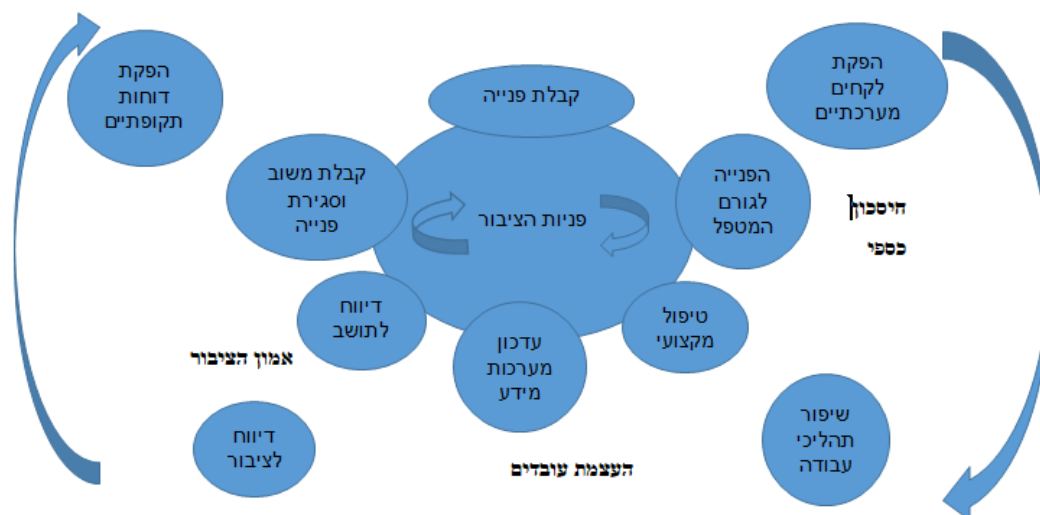 קבלת פנייה
פניות הציבור
הפנייה
לגורם
המטפל
טיפול
מקצועי
עדכון
מערכות
מידע
דיווח
לתושב
קבלת משוב
וסגירת
פנייה
הפקת
לקחים
מערכתיים
חיסכון
כספי
שיפור
תהליכי
עבודה
העצמת עובדים
דיווח
לציבור
אמון הציבור
הפקת
דוחות
תקופתיים